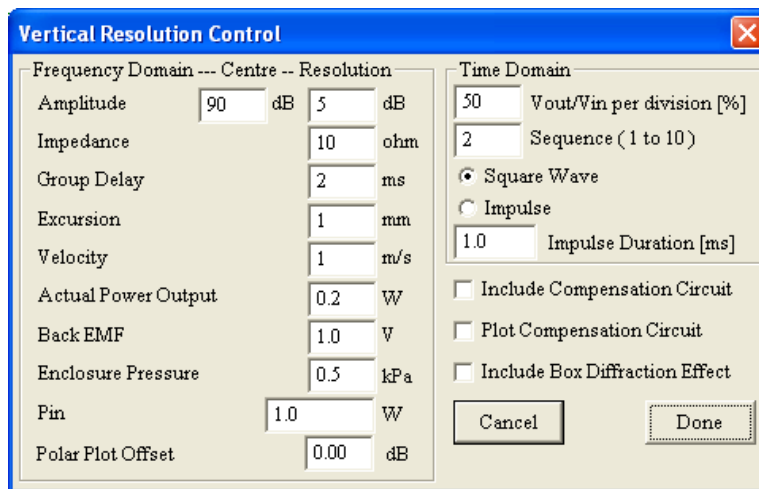 Vertical Resolution Control
Frequency Domain --- Centre -- Resolution
Amplitude 90 dB 5 dB
Impedance 10 ohm
Group Delay 2 ms
Excursion 1 mm
Velocity 1 m/s
Actual Power Output 0.2 W
Back EMF 1.0 V
Enclosure Pressure 0.5 kPa
Pin 1.0 W
Polar Plot Offset 0.00 dB
Time Domain
50 Vout/Vin per division [%]
2 Sequence ( 1 to 10 )
Square Wave
Impulse
1.0 Impulse Duration [ms]
Include Compensation Circuit
Plot Compensation Circuit
Include Box Diffraction Effect
Cancel Done